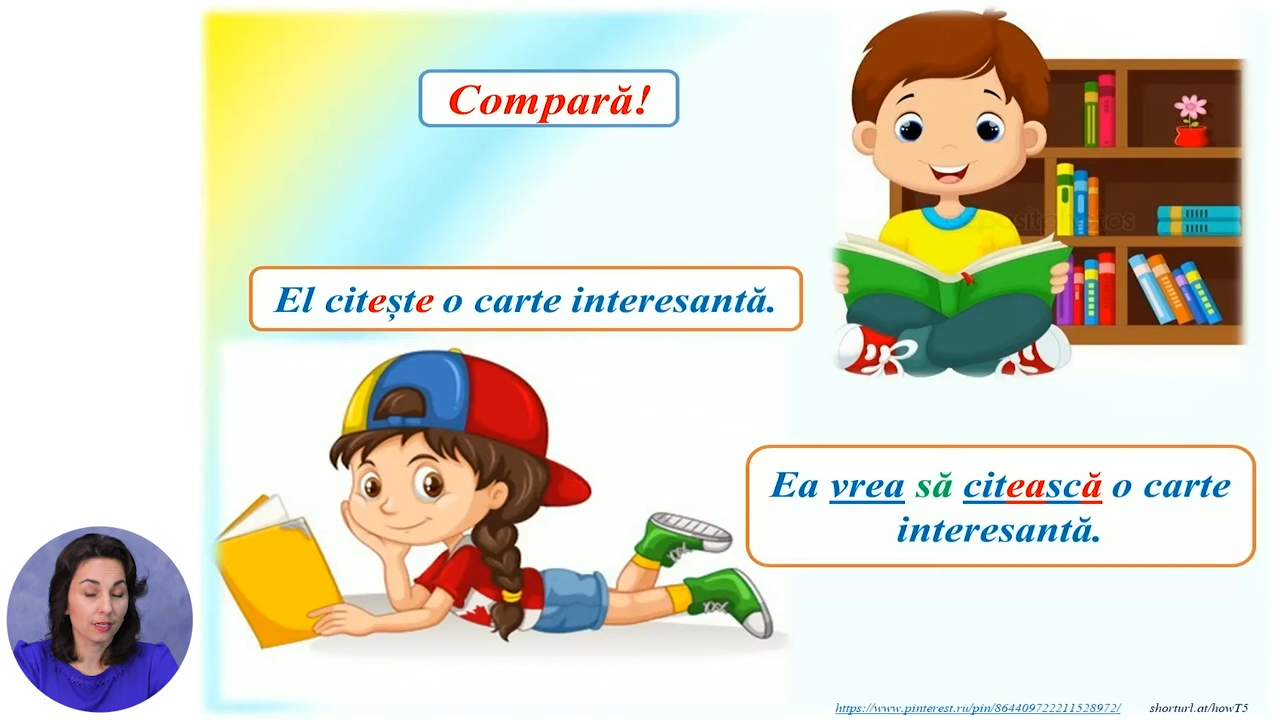 Compară!
El citește o carte interesantă.
Ea vrea să citească o carte
interesantă.
https://www.pinterest.ru/pin/864409722211528972/ shorturl.at/howT5